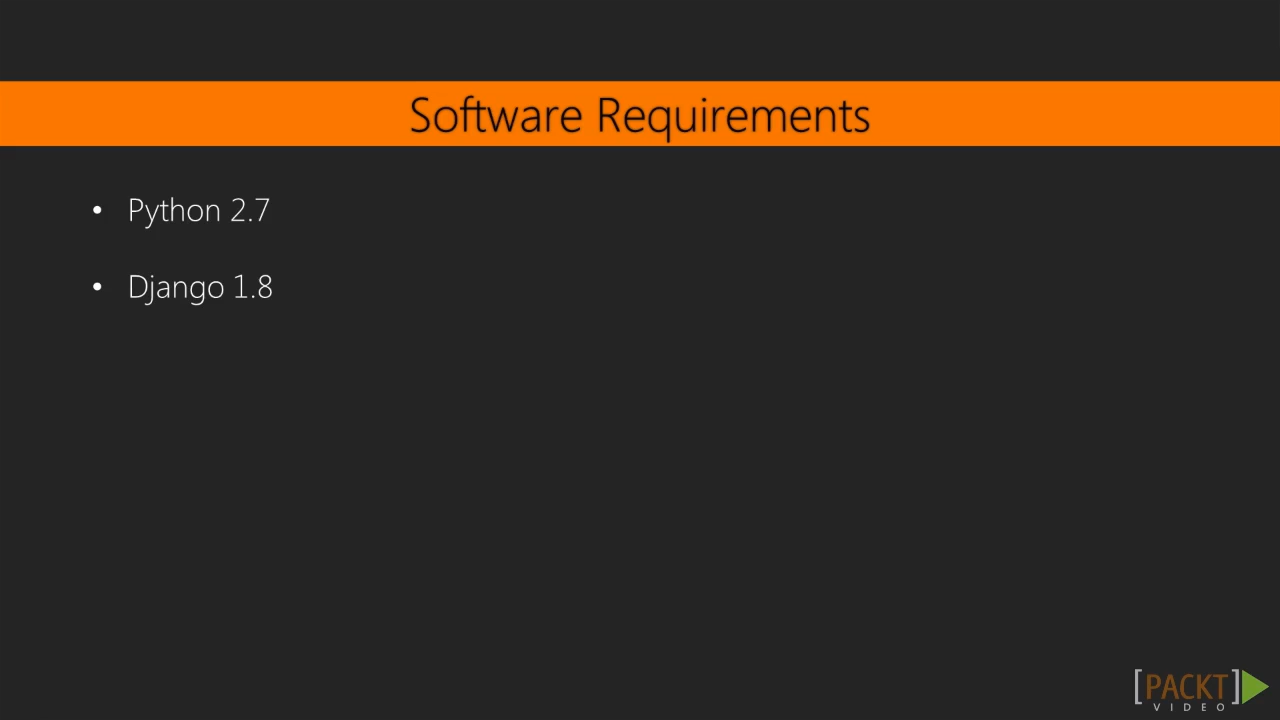 Software Requirements
• Python 2.7
• Django 1.8
[PACKT]
VIDEO